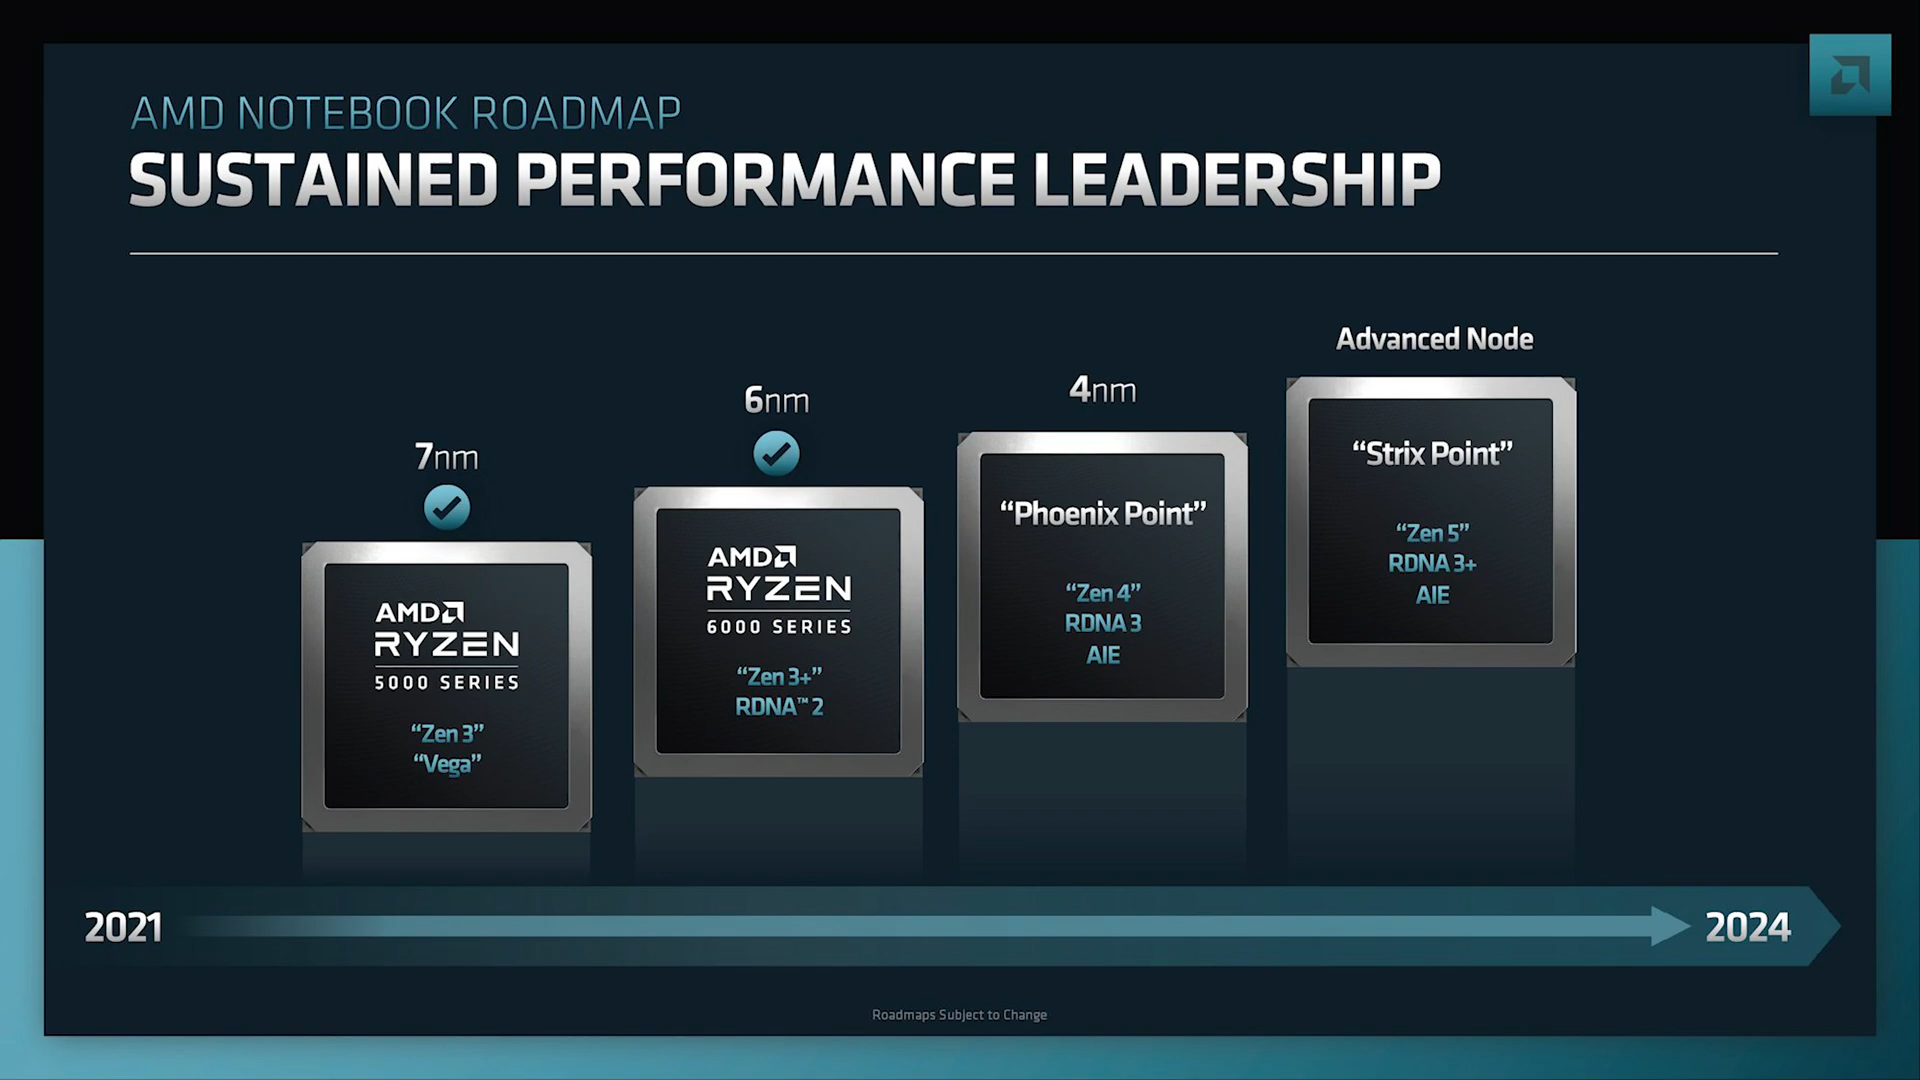 AMD NOTEBOOK ROADMAP
SUSTAINED PERFORMANCE LEADERSHIP
7nm
AMD
RYZEN
5000 SERIES
“Zen 3”
“Vega”
6nm
AMD
RYZEN
6000 SERIES
“Zen 3+”
RDNA™ 2
4nm
“Phoenix Point”
“Zen 4”
RDNA 3
AIE
Advanced Node
“Strix Point”
“Zen 5”
RDNA 3+
AIE
2021
2024
Roadmaps Subject to Change